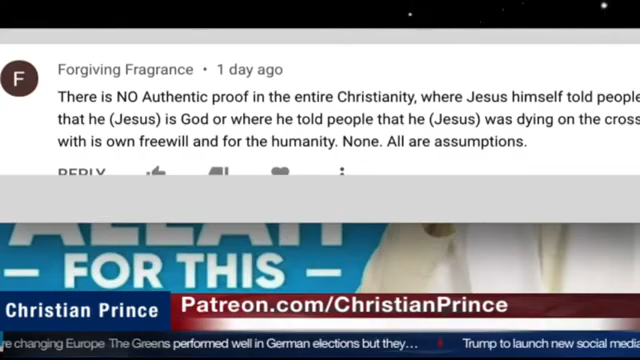 F
Forgiving Fragrance • 1 day ago
There is NO Authentic proof in the entire Christianity, where Jesus himself told people
that he (Jesus) is God or where he told people that he (Jesus) was dying on the cross
with is own freewill and for the humanity. None. All are assumptions.
REPLY
ALLAH
— FOR THIS —
Christian Prince
Patreon.com/ChristianPrince
re changing Europe The Greens performed well in German elections but they… Trump to launch new social media